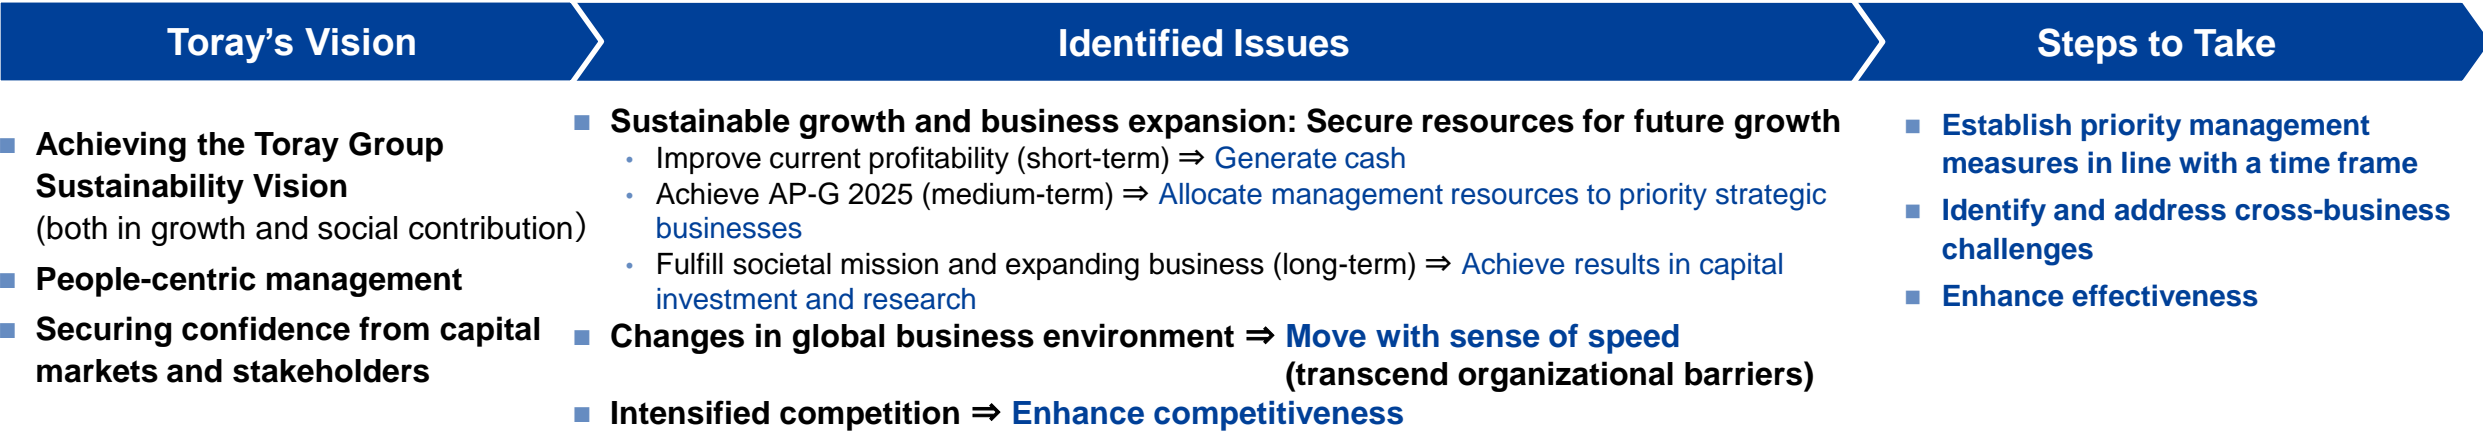 Toray’s Vision
Achieving the Toray Group
Sustainability Vision
(both in growth and social contribution）
People-centric management
Securing confidence from capital
markets and stakeholders
Identified Issues
Sustainable growth and business expansion: Secure resources for future growth
Improve current profitability (short-term) ⇒ Generate cash
Achieve AP-G 2025 (medium-term) ⇒ Allocate management resources to priority strategic
businesses
Fulfill societal mission and expanding business (long-term) ⇒ Achieve results in capital
investment and research
Changes in global business environment ⇒ Move with sense of speed
(transcend organizational barriers)
Intensified competition ⇒ Enhance competitiveness
Steps to Take
Establish priority management
measures in line with a time frame
Identify and address cross-business
challenges
Enhance effectiveness